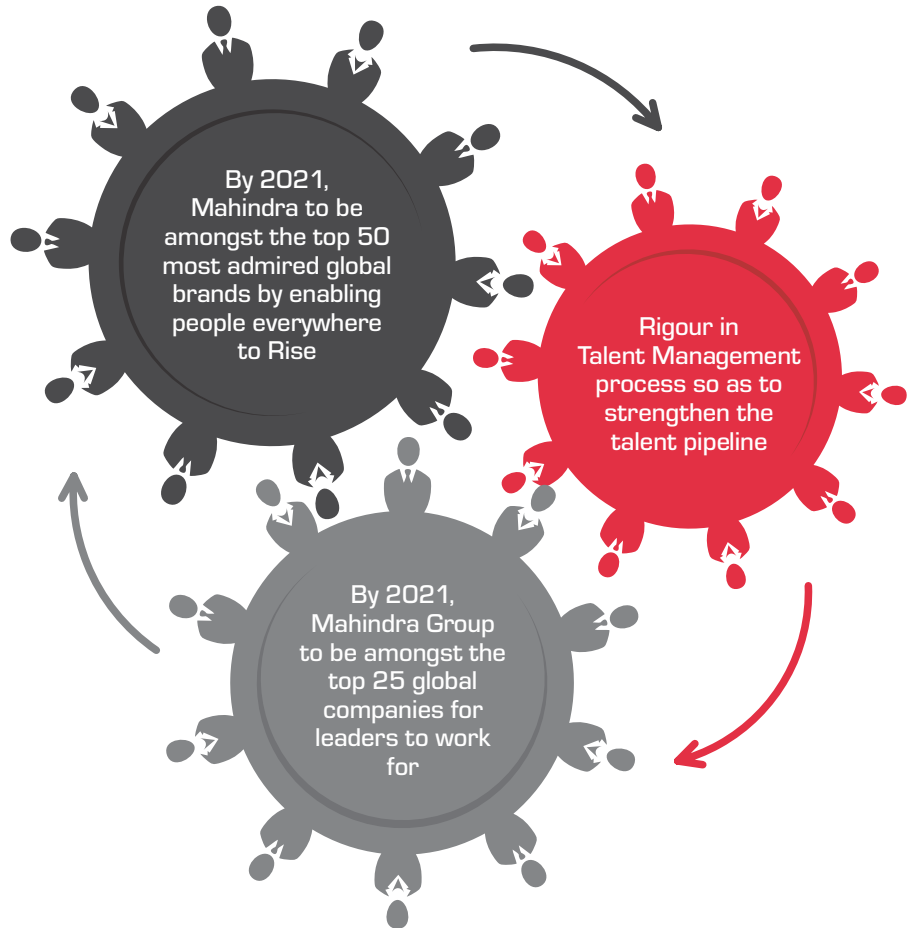 By 2021,
Mahindra to be
amongst the top 50
most admired global
brands by enabling
people everywhere
to Rise
Rigour in
Talent Management
process so as to
strengthen the
talent pipeline
By 2021,
Mahindra Group
to be amongst the
top 25 global
companies for
leaders to work
for